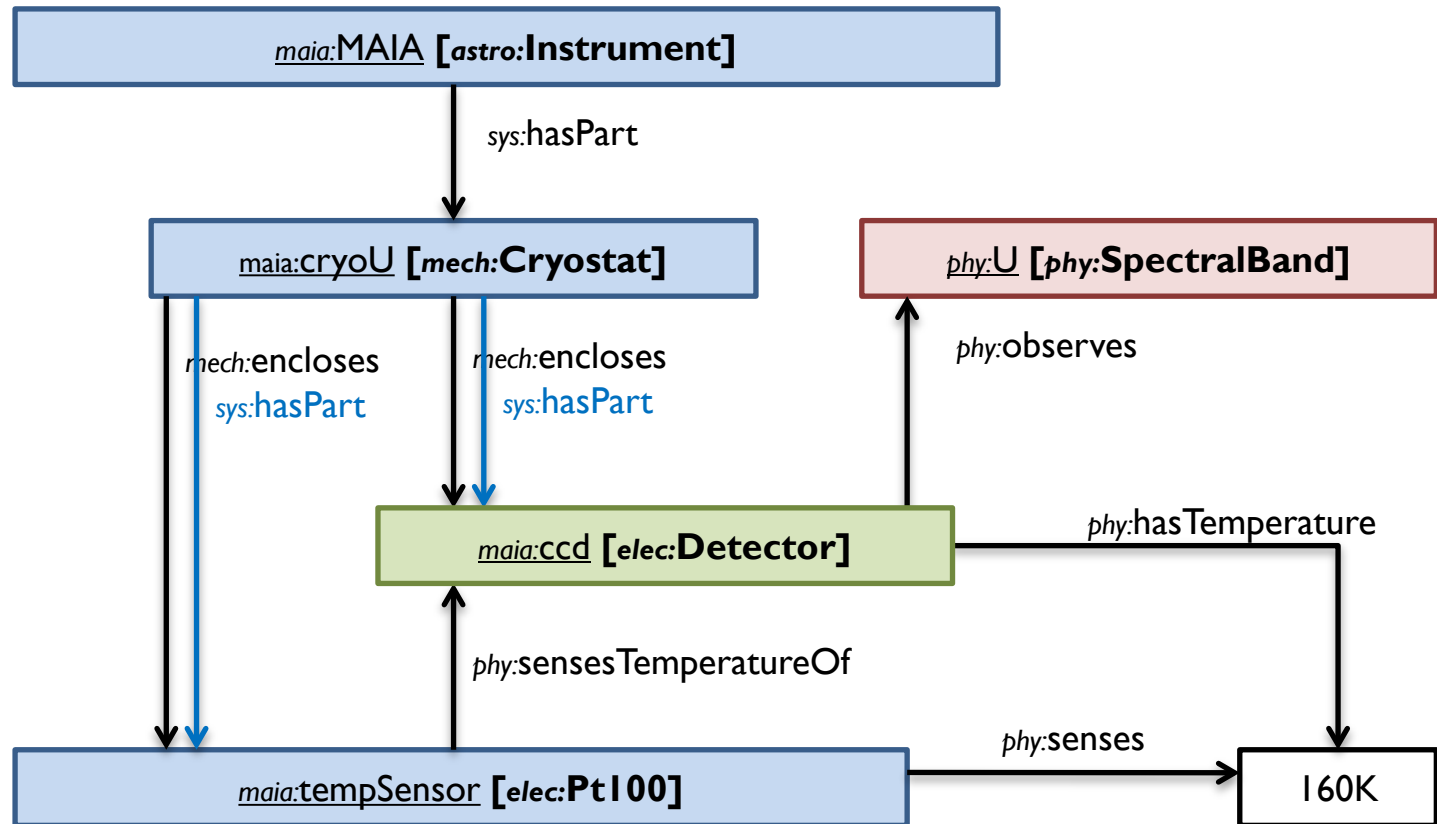 maia:MAIA [astro:Instrument]
sys:hasPart
maia:cryoU [mech:Cryostat]
phy:U [phy:SpectralBand]
mech:encloses
sys:hasPart
mech:encloses
sys:hasPart
phy:observes
maia:ccd [elec:Detector]
phy:hasTemperature
phy:sensesTemperatureOf
phy:senses
maia:tempSensor [elec:Pt100]
160K